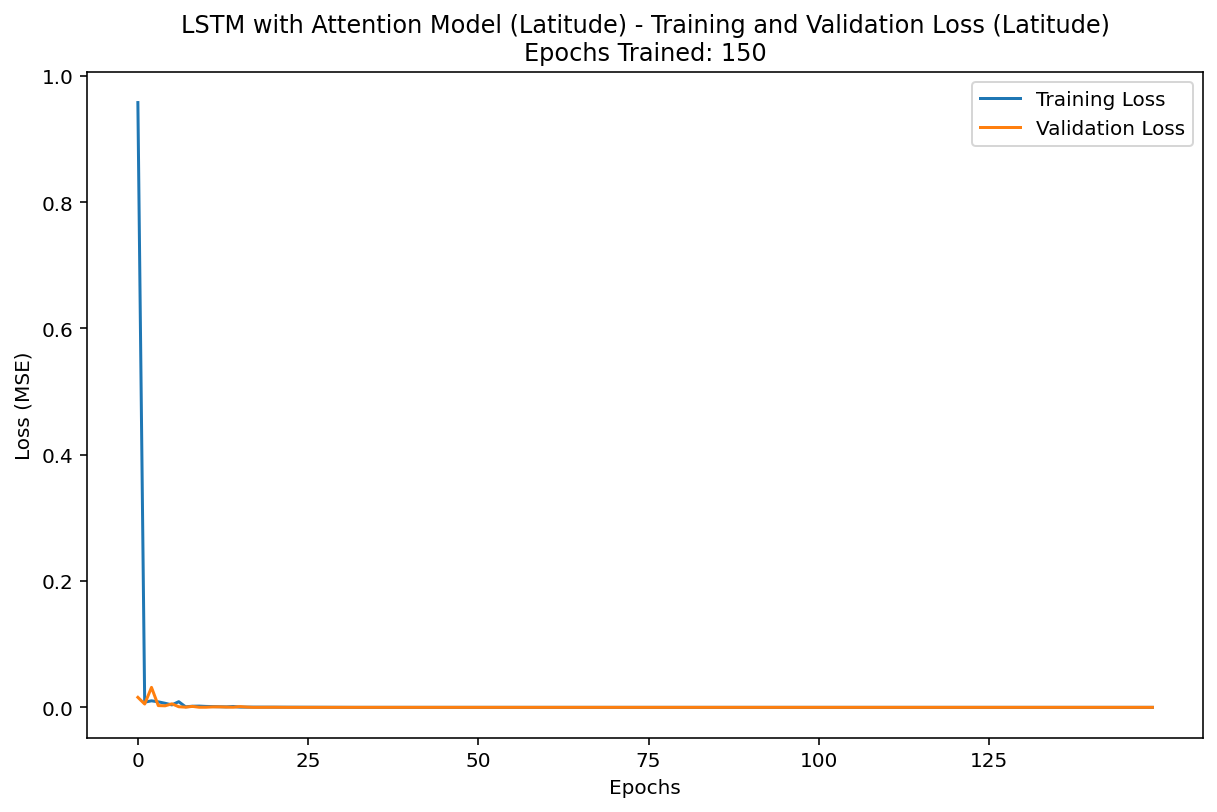 LSTM with Attention Model (Latitude) - Training and Validation Loss (Latitude)
Epochs Trained: 150
Training Loss
Validation Loss
1.0
0.8
0.6
0.4
0.2
0.0
Loss (MSE)
0 25 50 75 100 125
Epochs